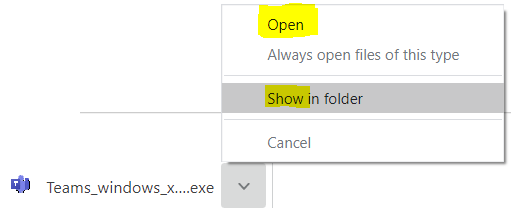 Open
Always open files of this type
Show in folder
Cancel
Teams_windows_x....exe